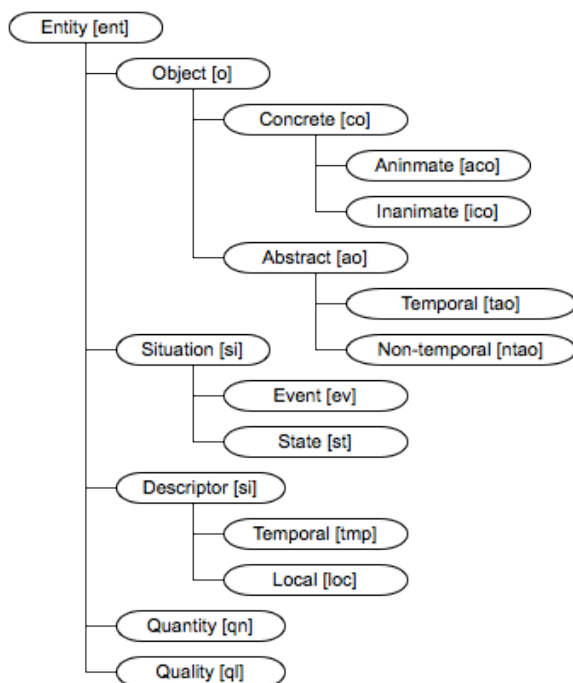 Entity [ent]
Object [o]
Concrete [co]
Aninmate [aco]
Inanimate [ico]
Abstract [ao]
Temporal [tao]
Non-temporal [ntao]
Situation [si]
Event [ev]
State [st]
Descriptor [si]
Temporal [tmp]
Local [loc]
Quantity [qn]
Quality [ql]